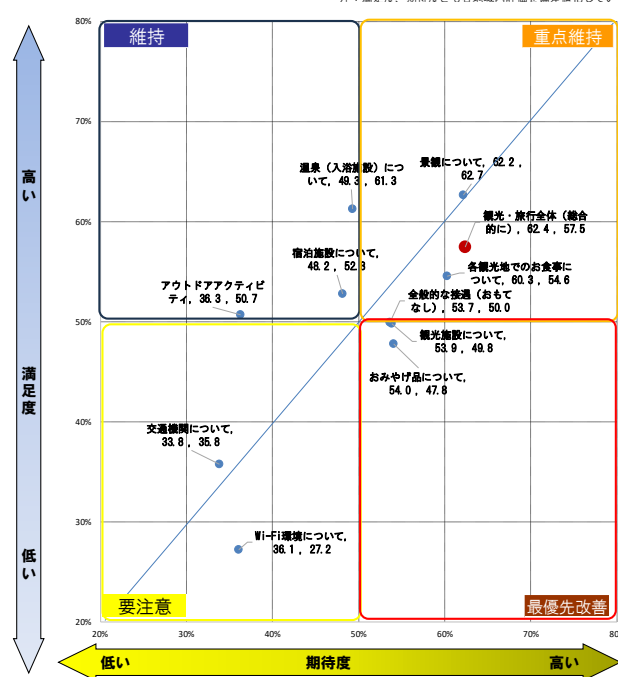 80%
維持
重点維持
70%
温泉（入浴施設）につ
いて, 49.3 , 61.3
景観について, 62.2 ,
62.7
60%
観光・旅行全体（総合
的に）, 62.4 , 57.5
宿泊施設について,
48.2 , 52.8
各観光地でのお食事に
ついて, 60.3 , 54.6
アウトドアアクティビ
ティ, 36.3 , 50.7
全般的な接遇（おもて
なし）, 53.7 , 50.0
50%
観光施設について,
53.9 , 49.8
おみやげ品について,
54.0 , 47.8
40%
交通機関について,
33.8 , 35.8
30%
Wi-Fi環境について,
36.1 , 27.2
要注意
最優先改善
20%
20%
30%
40%
50%
60%
70%
高い
満足度
低い
低い
期待度
高い